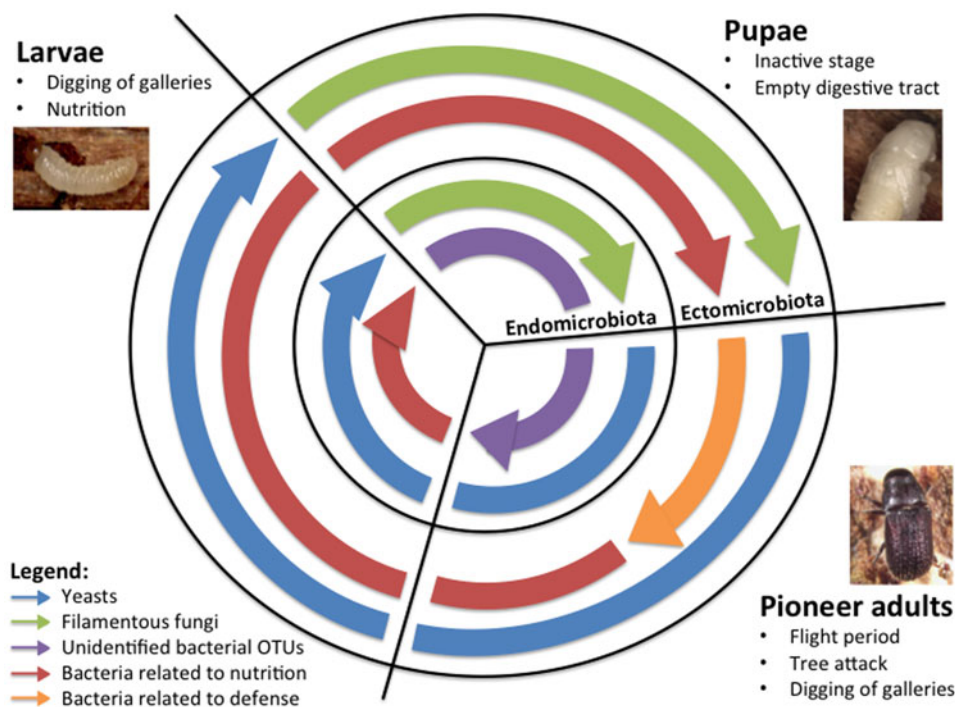 Larvae
• Digging of galleries
• Nutrition
Pupae
• Inactive stage
• Empty digestive tract
Endomicrobiota
Ectomicrobiota
Legend:
Yeasts
Filamentous fungi
Unidentified bacterial OTUs
Bacteria related to nutrition
Bacteria related to defense
Pioneer adults
• Flight period
• Tree attack
• Digging of galleries